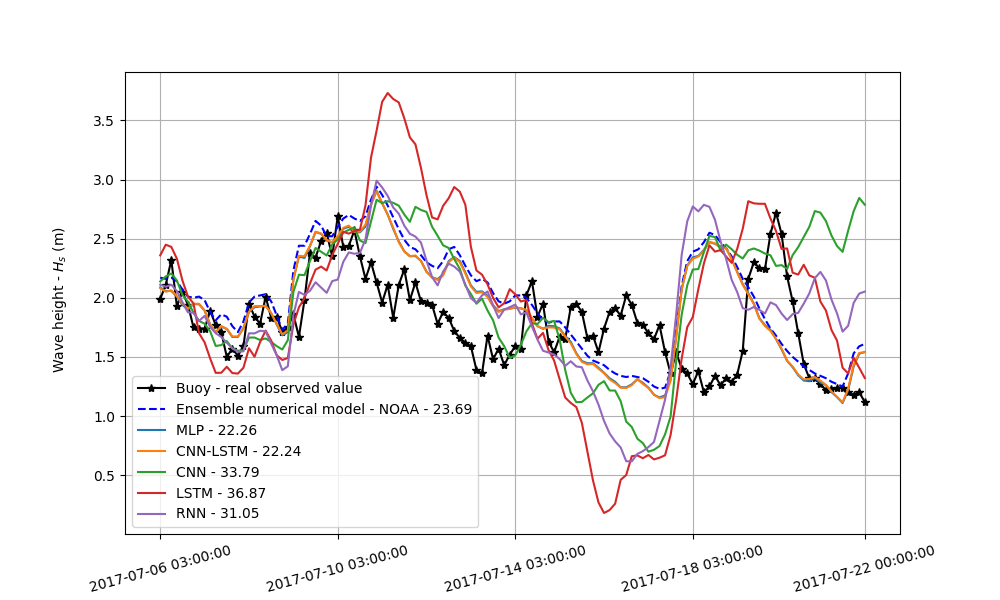 3.5
3.0
2.5
2.0
1.5
1.0
0.5
Wave height - Hs (m)
Buoy - real observed value
Ensemble numerical model - NOAA - 23.69
MLP - 22.26
CNN-LSTM - 22.24
CNN - 33.79
LSTM - 36.87
RNN - 31.05
2017-07-06 03:00:00
2017-07-10 03:00:00
2017-07-14 03:00:00
2017-07-18 03:00:00
2017-07-22 00:00:00